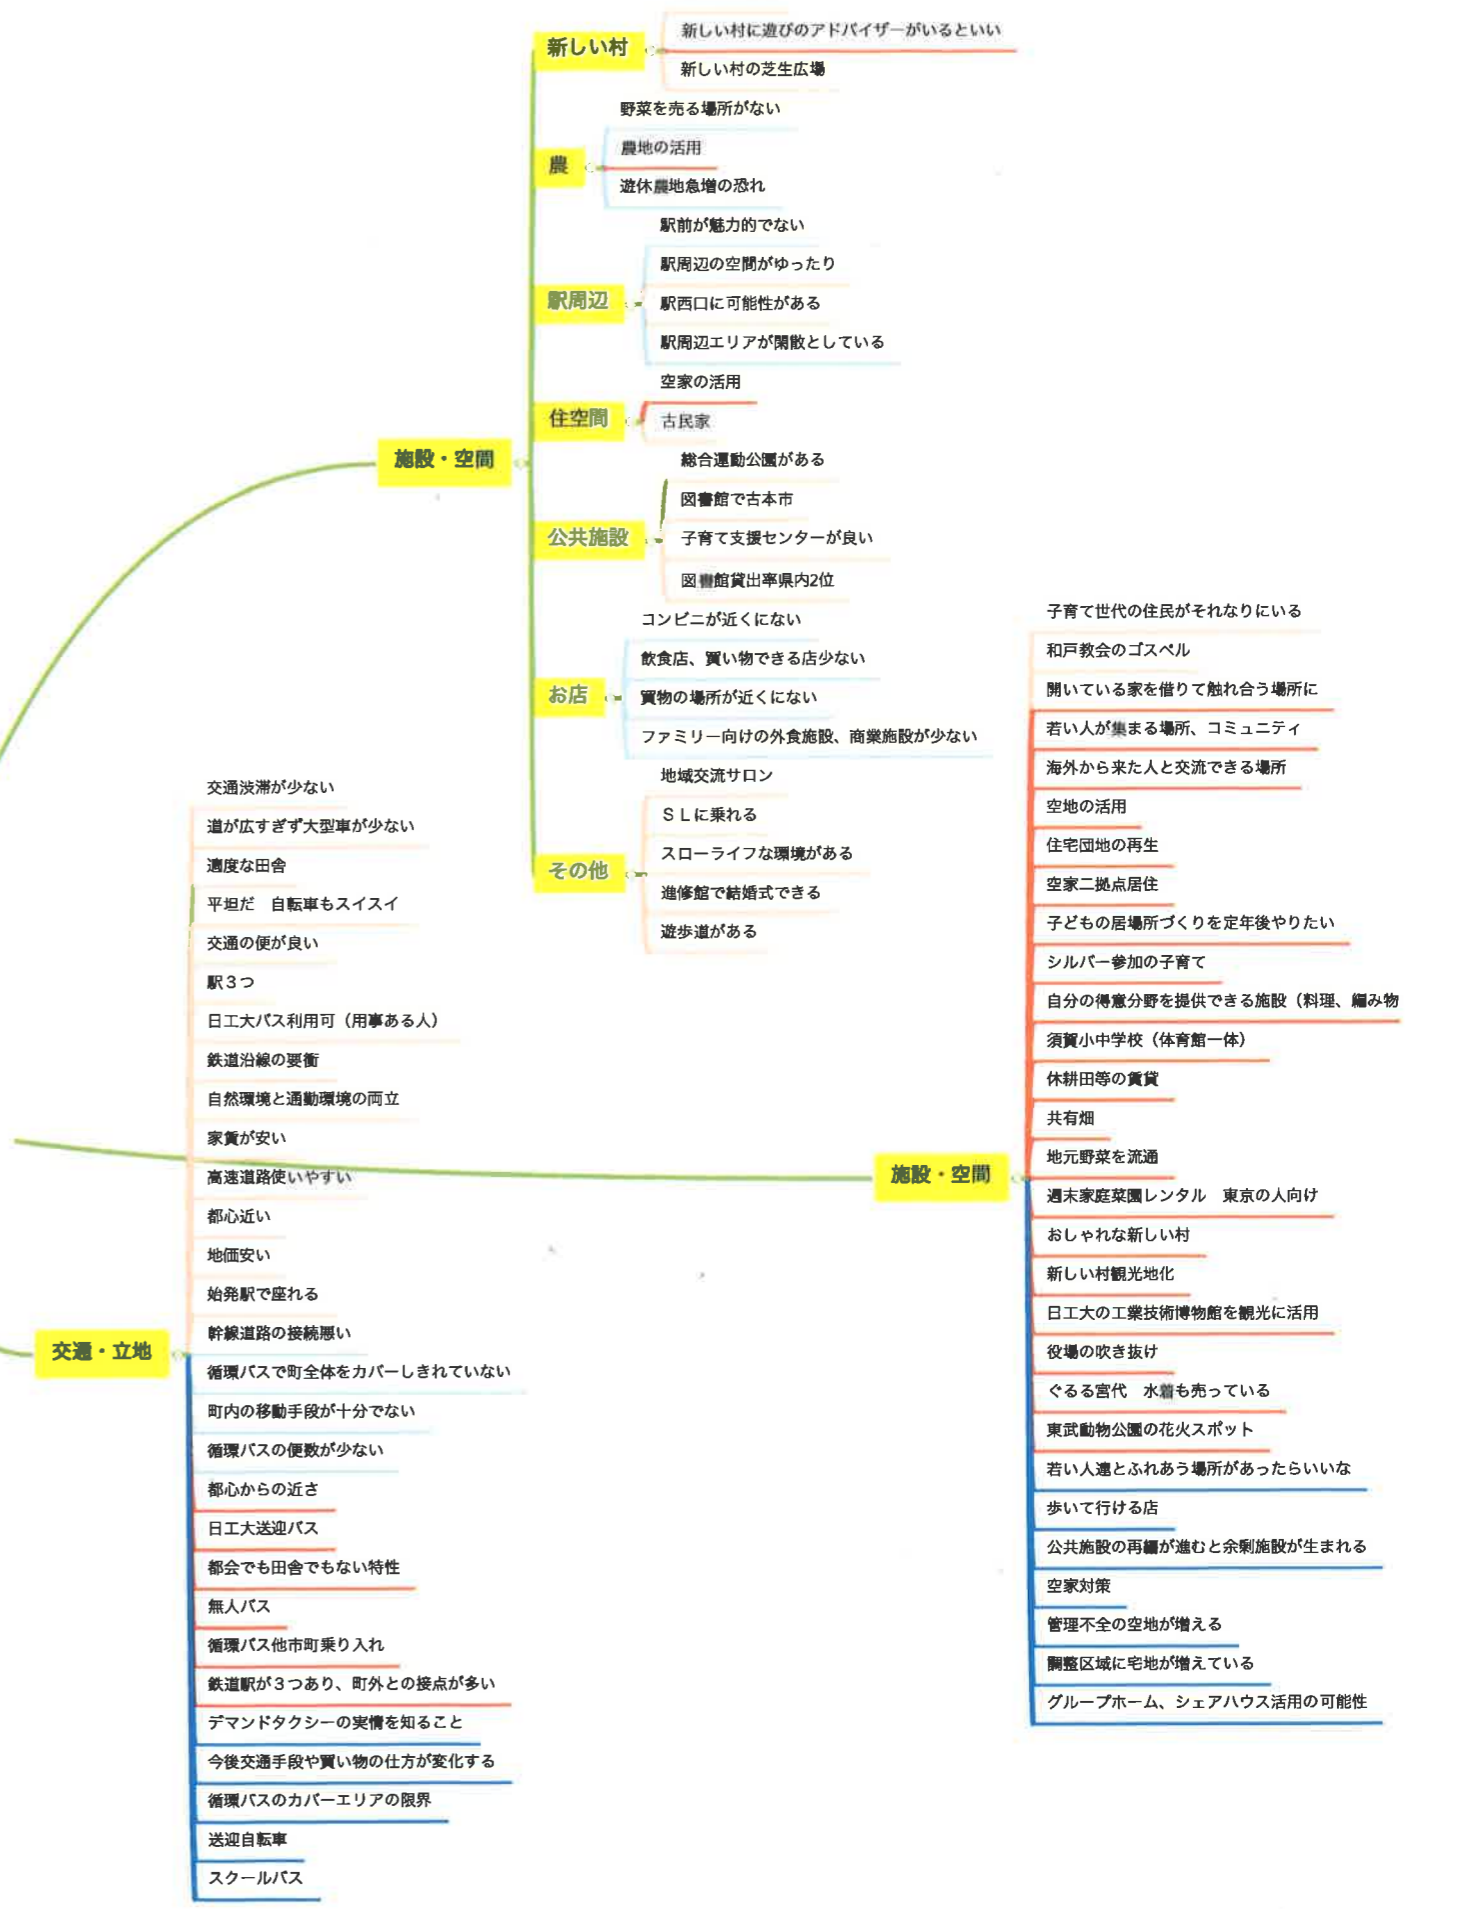 施設・空間
新しい村
新しい村に遊びのアドバイザーがいるといい
新しい村の芝生広場
農
野菜を売る場所がない
農地の活用
遊休農地急増の恐れ
駅周辺
駅前が魅力的でない
駅周辺の空間がゆったり
駅西口に可能性がある
駅周辺エリアが閑散としている
住空間
空家の活用
古民家
公共施設
総合運動公園がある
図書館で古本市
子育て支援センターが良い
図書館貸出率県内2位
お店
コンビニが近くにない
飲食店、買い物できる店少ない
買物の場所が近くにない
ファミリー向けの外食施設、商業施設が少ない
その他
地域交流サロン
ＳＬに乗れる
スローライフな環境がある
進修館で結婚式できる
遊歩道がある
交通・立地
交通渋滞が少ない
道が広すぎず大型車が少ない
適度な田舎
平坦だ　自転車もスイスイ
交通の便が良い
駅３つ
日工大バス利用可（用事ある人）
鉄道沿線の要衝
自然環境と通勤環境の両立
家賃が安い
高速道路使いやすい
都心近い
地価安い
始発駅で座れる
幹線道路の接続悪い
循環バスで町全体をカバーしきれていない
町内の移動手段が十分でない
循環バスの便数が少ない
都心からの近さ
日工大送迎バス
都会でも田舎でもない特性
無人バス
循環バス他市町乗り入れ
鉄道駅が３つあり、町外との接点が多い
デマンドタクシーの実情を知ること
今後交通手段や買い物の仕方が変化する
循環バスのカバーエリアの限界
送迎自転車
スクールバス
施設・空間
子育て世代の住民がそれなりにいる
和戸教会のゴスペル
開いている家を借りて触れ合う場所に
若い人が集まる場所、コミュニティ
海外から来た人と交流できる場所
空地の活用
住宅団地の再生
空家二拠点居住
子どもの居場所づくりを定年後やりたい
シルバー参加の子育て
自分の得意分野を提供できる施設（料理、編み物
須賀小中学校（体育館一体）
休耕田等の賃貸
共有畑
地元野菜を流通
週末家庭菜園レンタル　東京の人向け
おしゃれな新しい村
新しい村観光地化
日工大の工業技術博物館を観光に活用
役場の吹き抜け
ぐるる宮代　水着も売っている
東武動物公園の花火スポット
若い人達とふれあう場所があったらいいな
歩いて行ける店
公共施設の再編が進むと余剰施設が生まれる
空家対策
管理不全の空地が増える
調整区域に宅地が増えている
グループホーム、シェアハウス活用の可能性